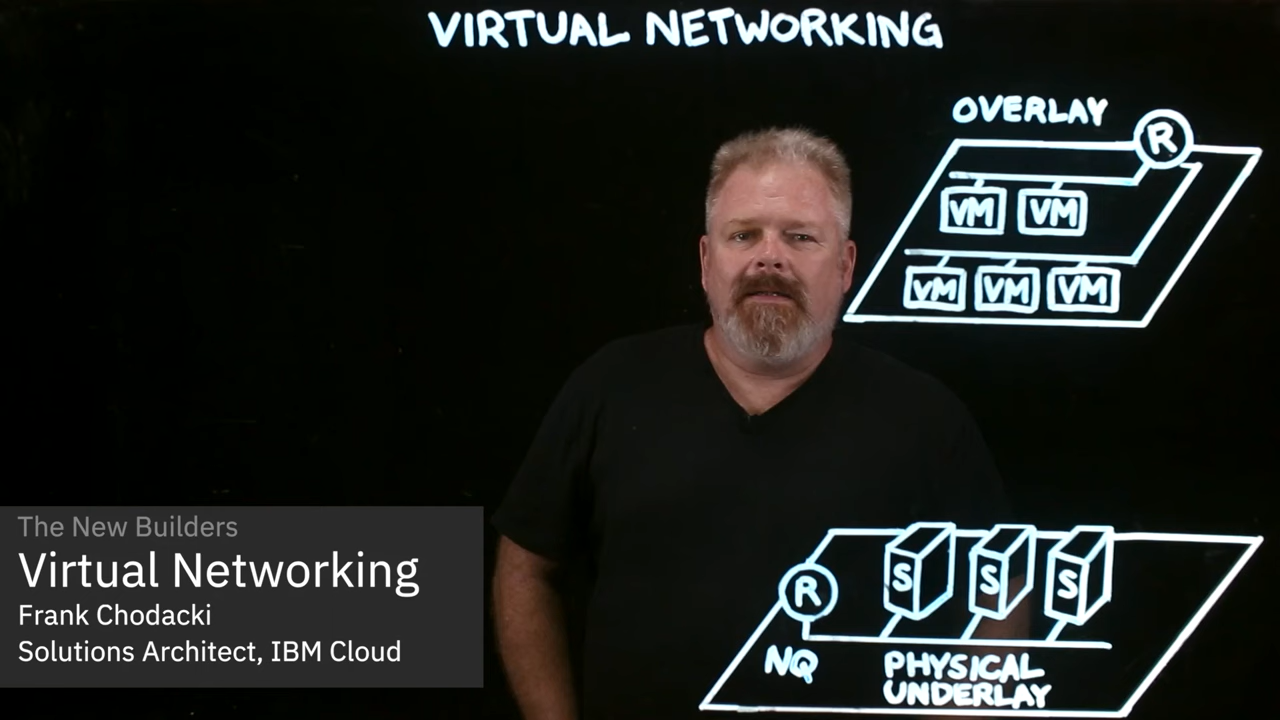 VIRTUAL NETWORKING
OVERLAY
R
VM VM
VM VM VM
S S S
R
NQ
PHYSICAL
UNDERLAY
The New Builders
Virtual Networking
Frank Chodacki
Solutions Architect, IBM Cloud